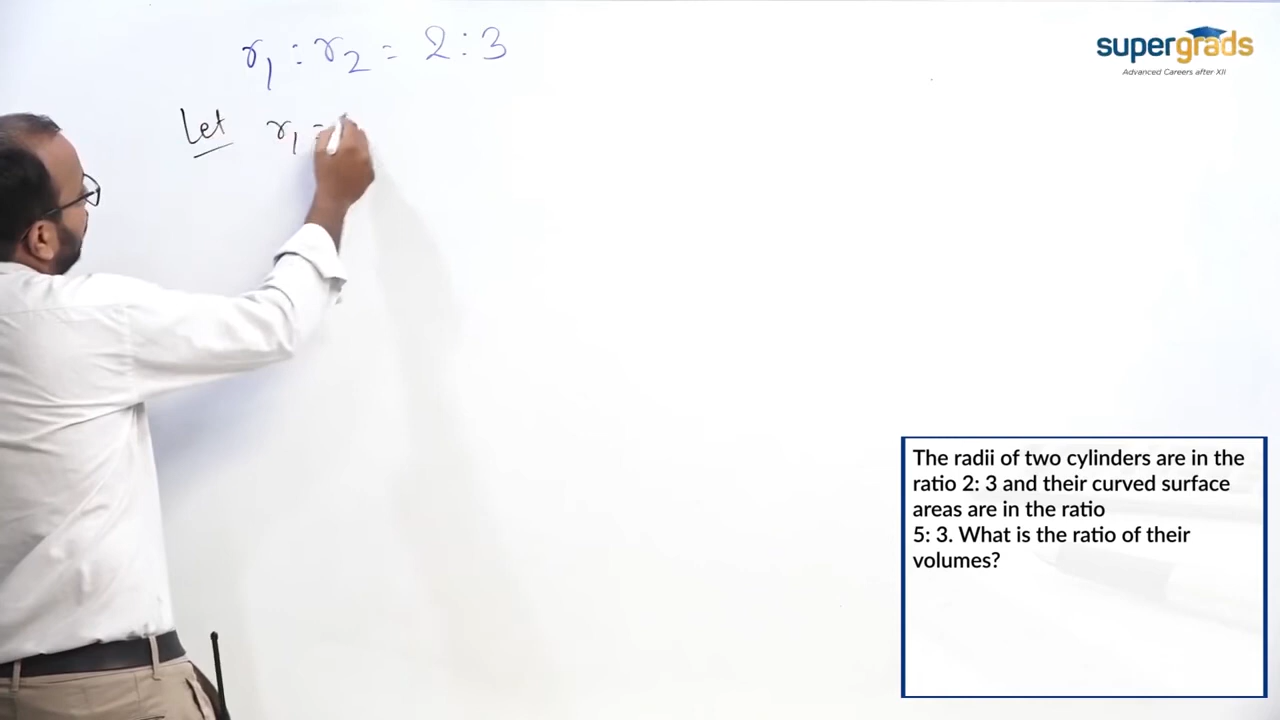 r1 : r2 = 2 : 3
Let r1 =
supergrads
Advanced Careers after XII
The radii of two cylinders are in the
ratio 2: 3 and their curved surface
areas are in the ratio
5: 3. What is the ratio of their
volumes?